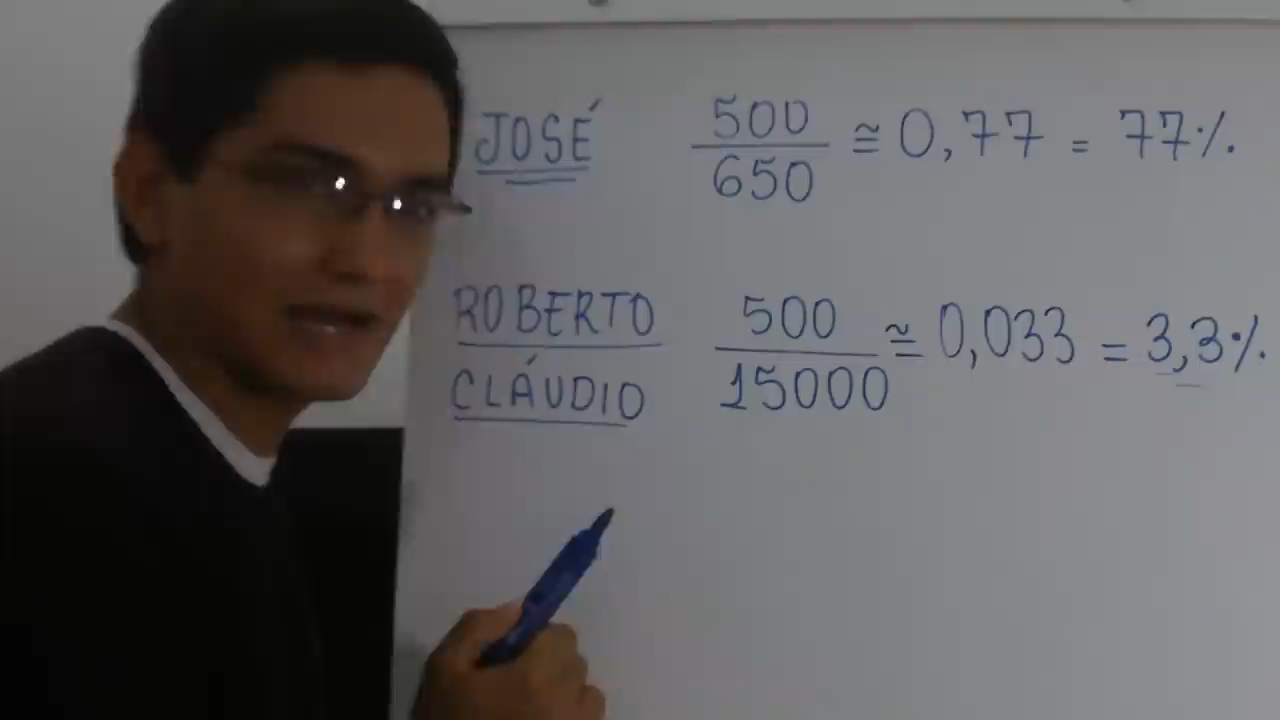 JOSÉ 500/650 ≅ 0,77 = 77%.
ROBERTO CLÁUDIO 500/15000 ≅ 0,033 = 3,3%.